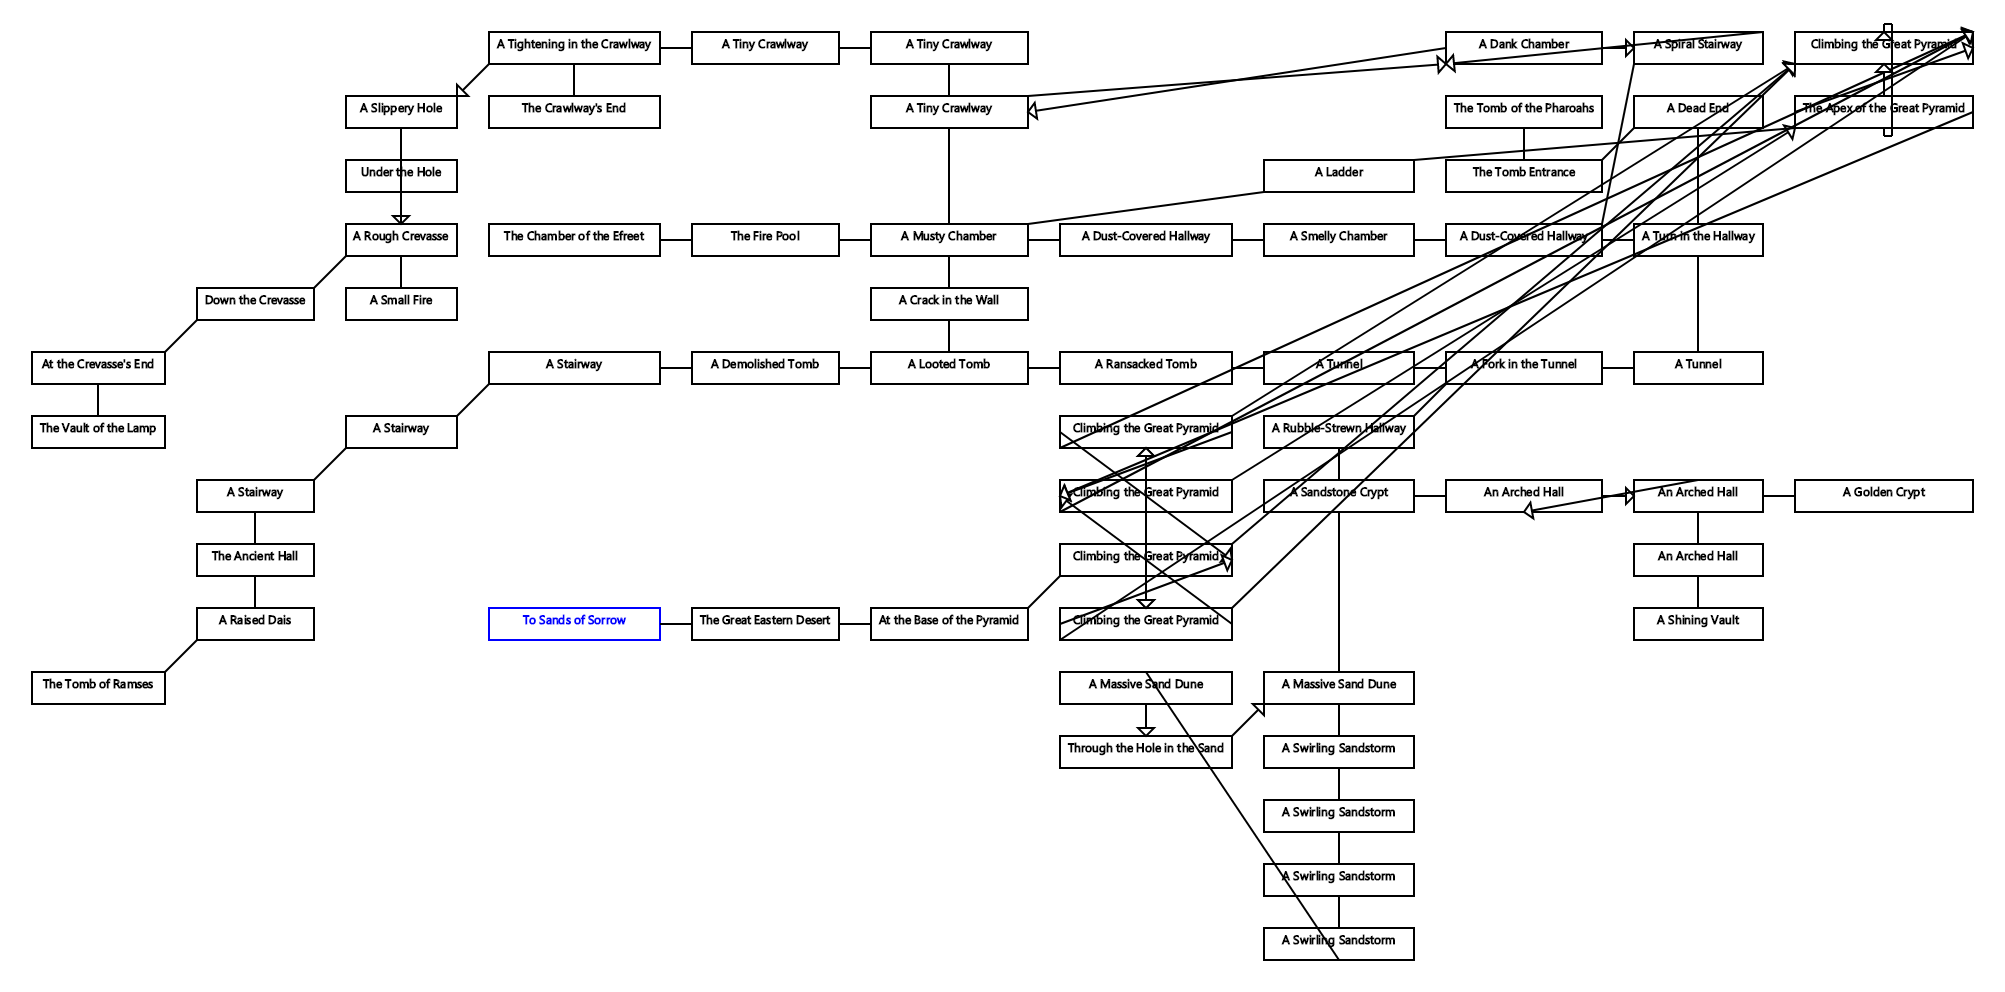 A Tightening in the Crawlway
A Tiny Crawlway
A Tiny Crawlway
A Dank Chamber
A Spiral Stairway
Climbing the Great Pyramid
A Slippery Hole
The Crawlway's End
A Tiny Crawlway
The Tomb of the Pharoahs
A Dead End
The Apex of the Great Pyramid
Under the Hole
A Ladder
The Tomb Entrance
A Rough Crevasse
The Chamber of the Efreet
The Fire Pool
A Musty Chamber
A Dust-Covered Hallway
A Smelly Chamber
A Dust-Covered Hallway
A Turn in the Hallway
Down the Crevasse
A Small Fire
A Crack in the Wall
At the Crevasse's End
A Stairway
A Demolished Tomb
A Looted Tomb
A Ransacked Tomb
A Tunnel
A Fork in the Tunnel
A Tunnel
The Vault of the Lamp
A Stairway
Climbing the Great Pyramid
A Rubble-Strewn Hallway
A Stairway
Climbing the Great Pyramid
A Sandstone Crypt
An Arched Hall
An Arched Hall
A Golden Crypt
The Ancient Hall
Climbing the Great Pyramid
An Arched Hall
A Raised Dais
To Sands of Sorrow
The Great Eastern Desert
At the Base of the Pyramid
Climbing the Great Pyramid
A Shining Vault
The Tomb of Ramses
A Massive Sand Dune
A Massive Sand Dune
Through the Hole in the Sand
A Swirling Sandstorm
A Swirling Sandstorm
A Swirling Sandstorm
A Swirling Sandstorm